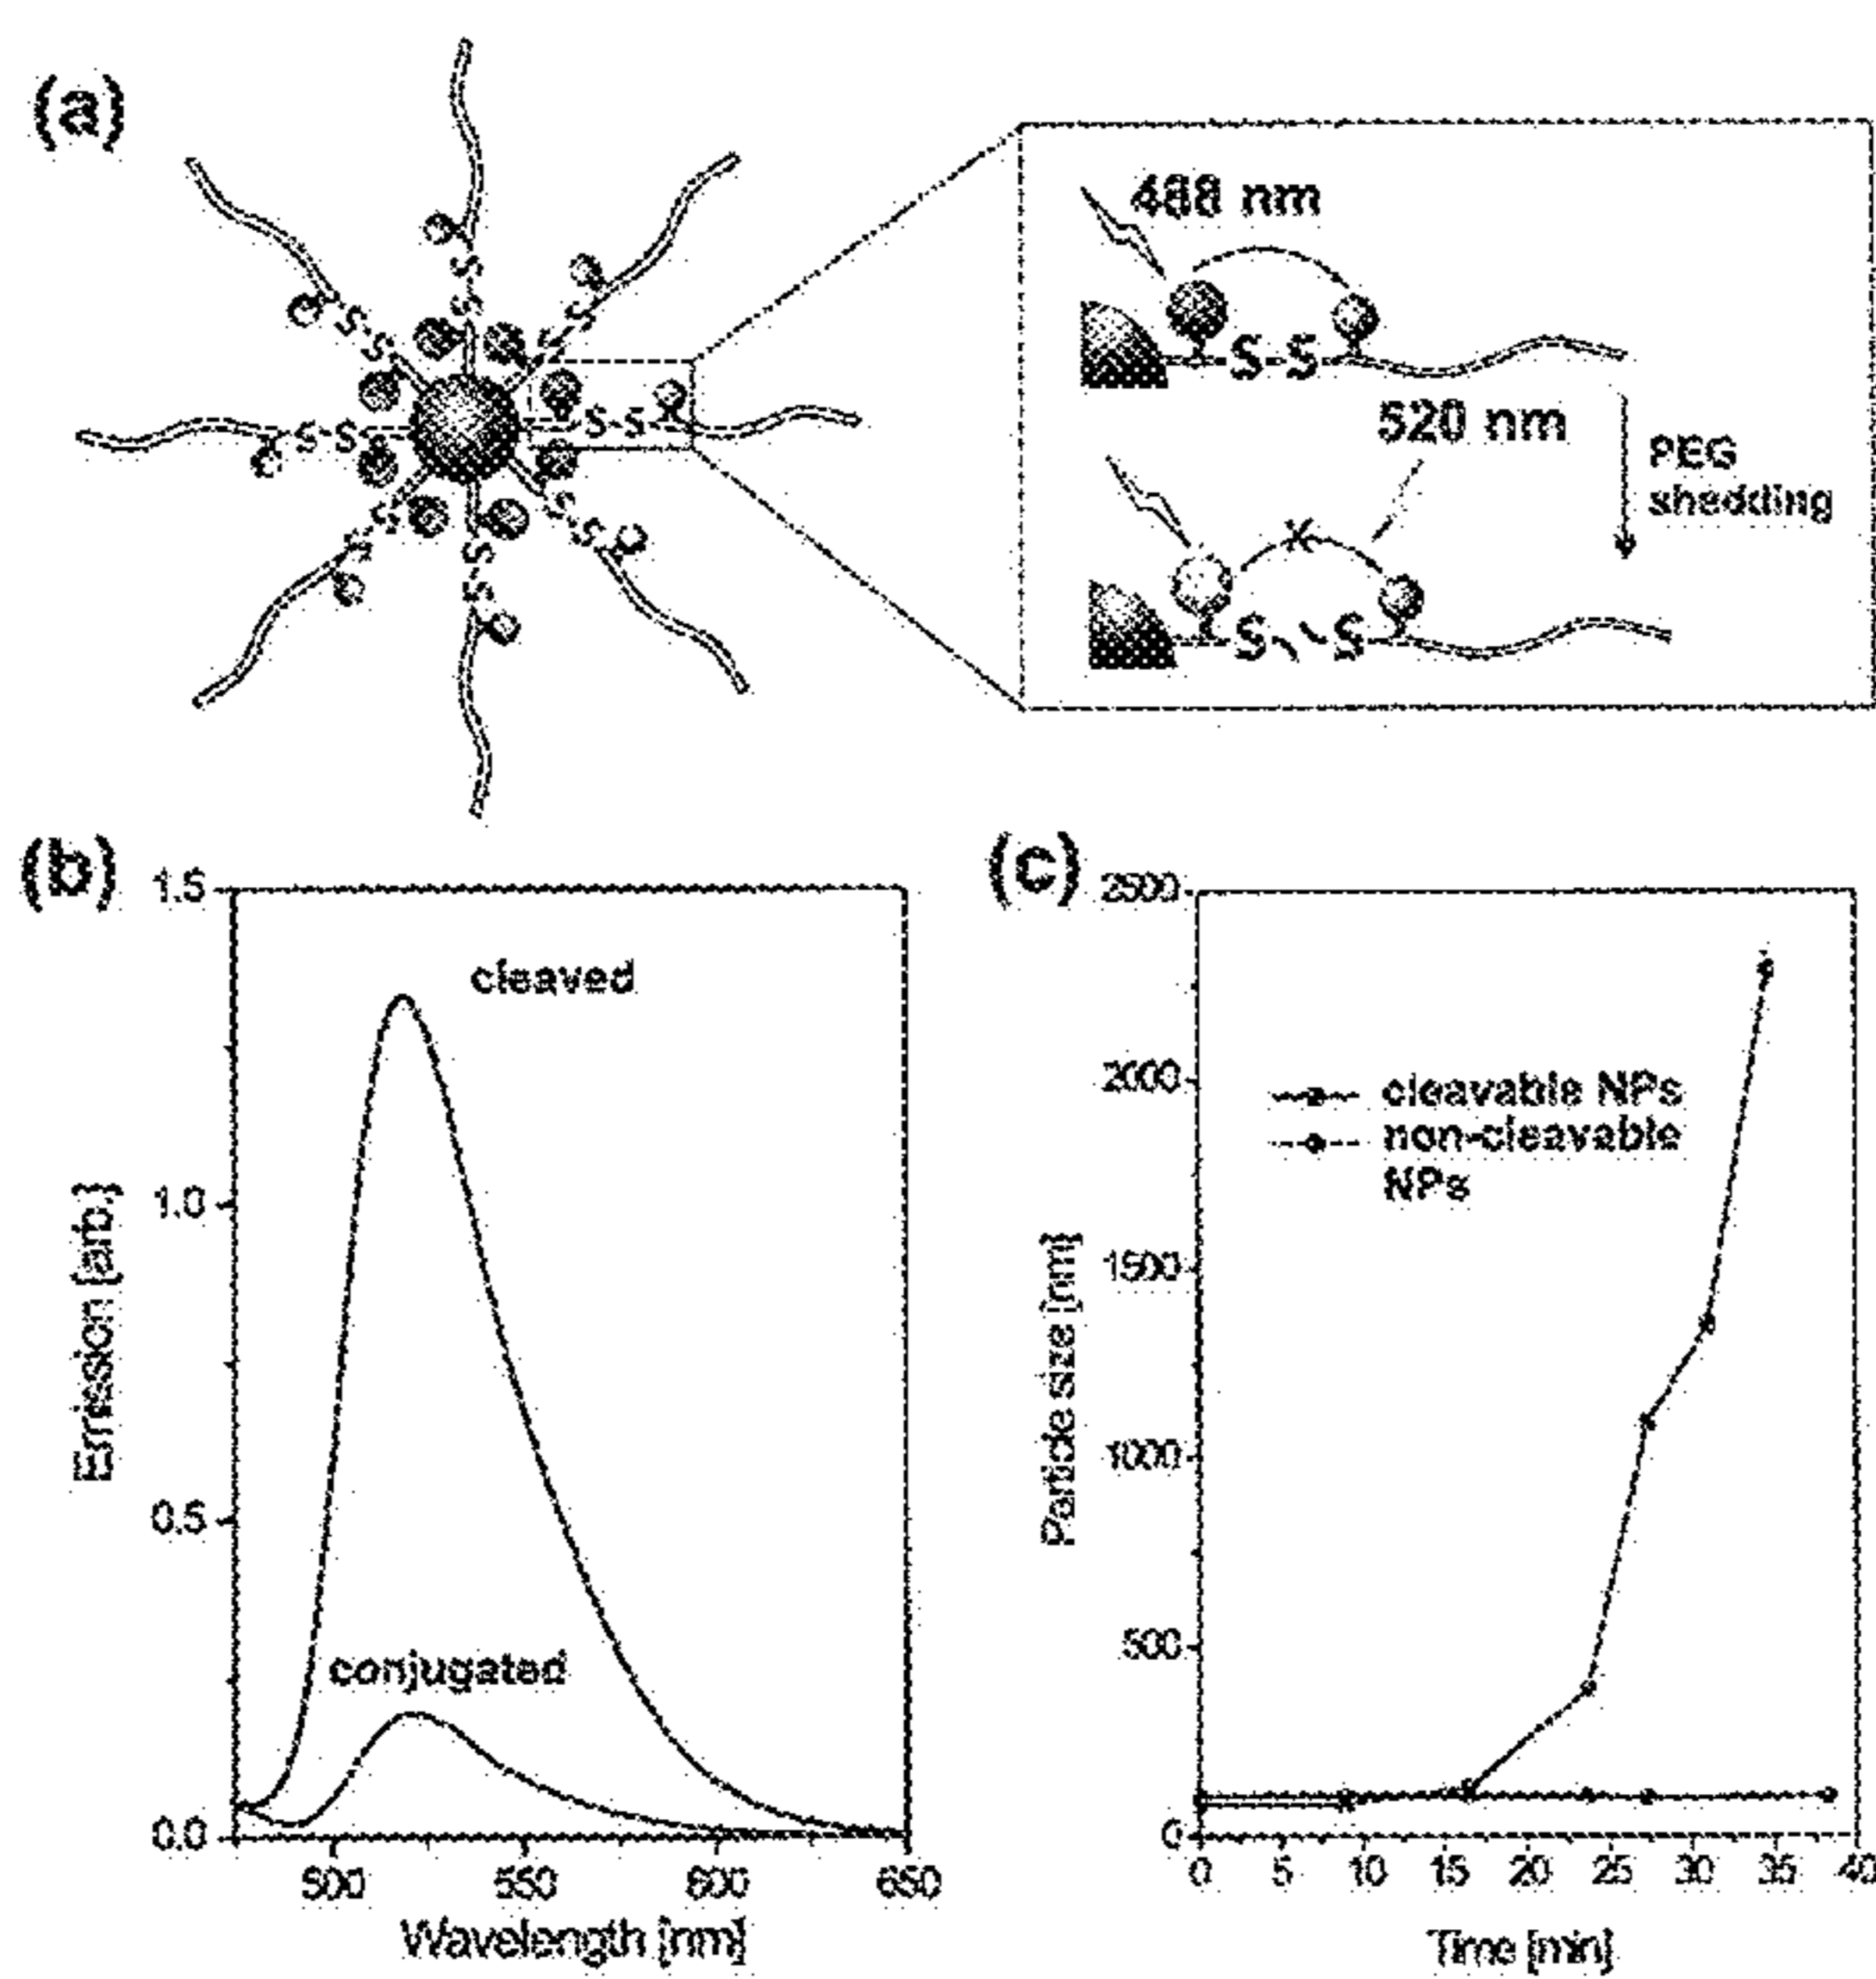 (a)
S-S
S-S
S-S
S-S
S-S
S-S
S-S
S-S
488 nm
S-S
520 nm
PEG
shedding
X
S
S
(b)
1.5
1.0
0.5
0.0
Emission [arb.]
cleaved
conjugated
500
550
600
650
Wavelength [nm]
(c)
2500
2000
1500
1000
500
0
Particle size [nm]
cleavable NPs
non-cleavable
NPs
0
5
10
15
20
25
30
35
40
Time [min]